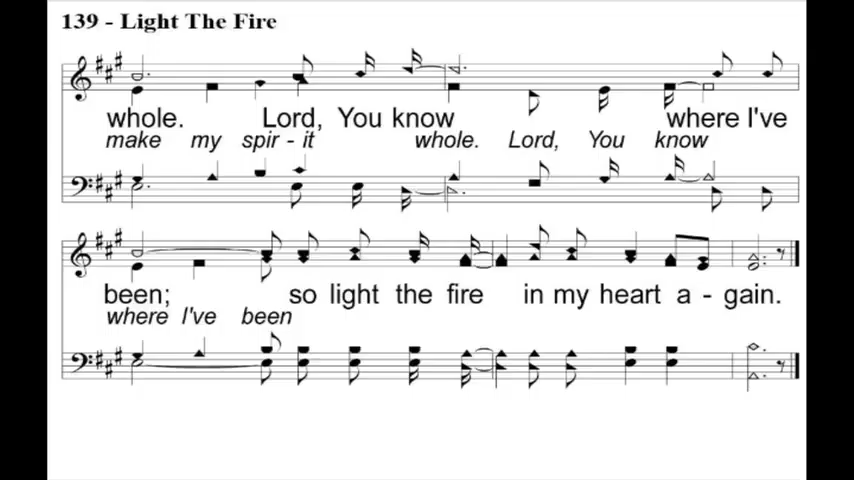 139 - Light The Fire
whole. Lord, You know where I've
make my spir - it whole. Lord, You know
been; so light the fire in my heart a - gain.
where I've been